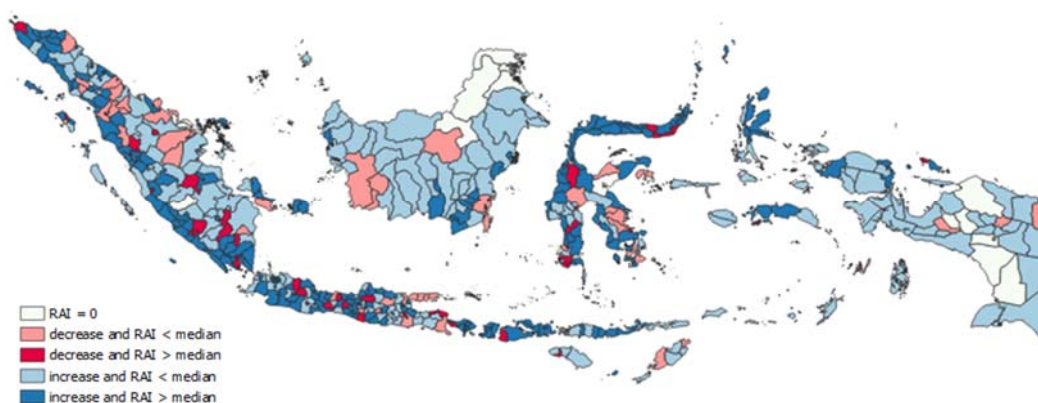 RAI = 0
decrease and RAI < median
decrease and RAI > median
increase and RAI < median
increase and RAI > median